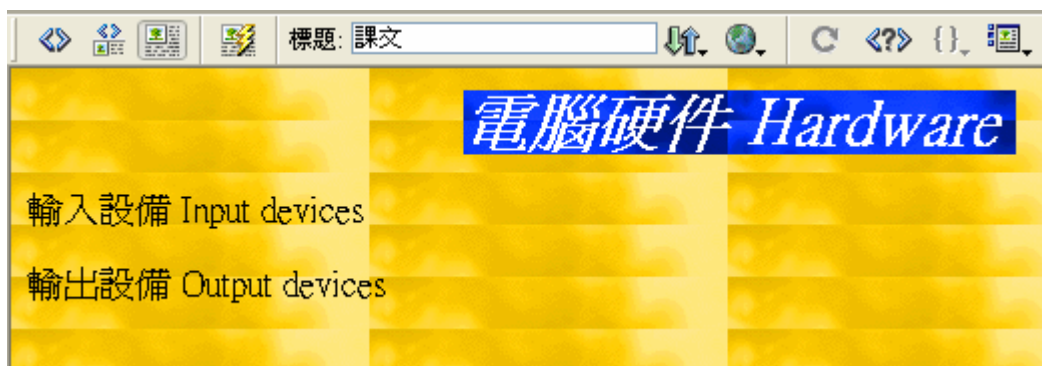 標題: 課文
電腦硬件 Hardware
輸入設備 Input devices
輸出設備 Output devices